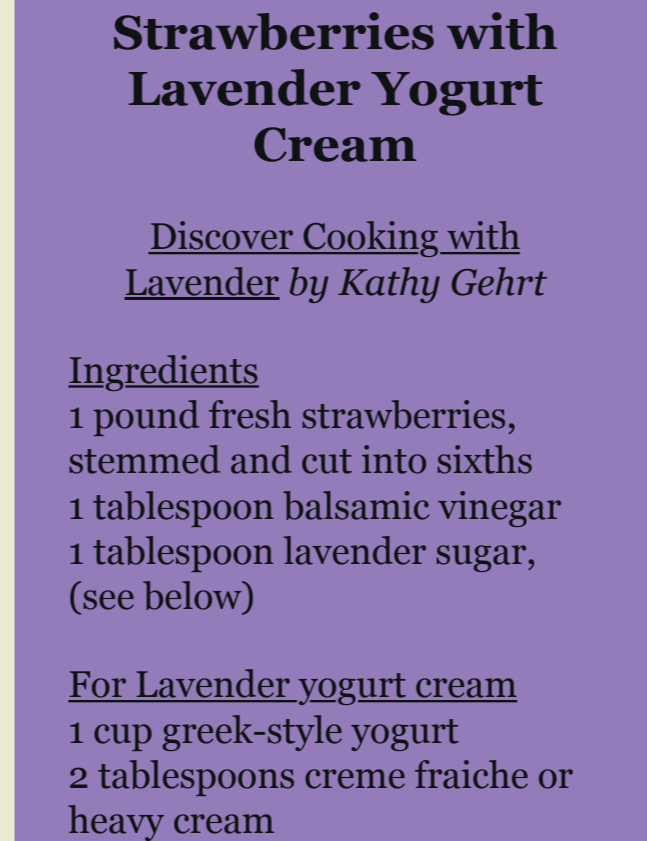 Strawberries with
Lavender Yogurt
Cream
Discover Cooking with
Lavender by Kathy Gehrt
Ingredients
1 pound fresh strawberries,
stemmed and cut into sixths
1 tablespoon balsamic vinegar
1 tablespoon lavender sugar,
(see below)
For Lavender yogurt cream
1 cup greek-style yogurt
2 tablespoons creme fraiche or
heavy cream